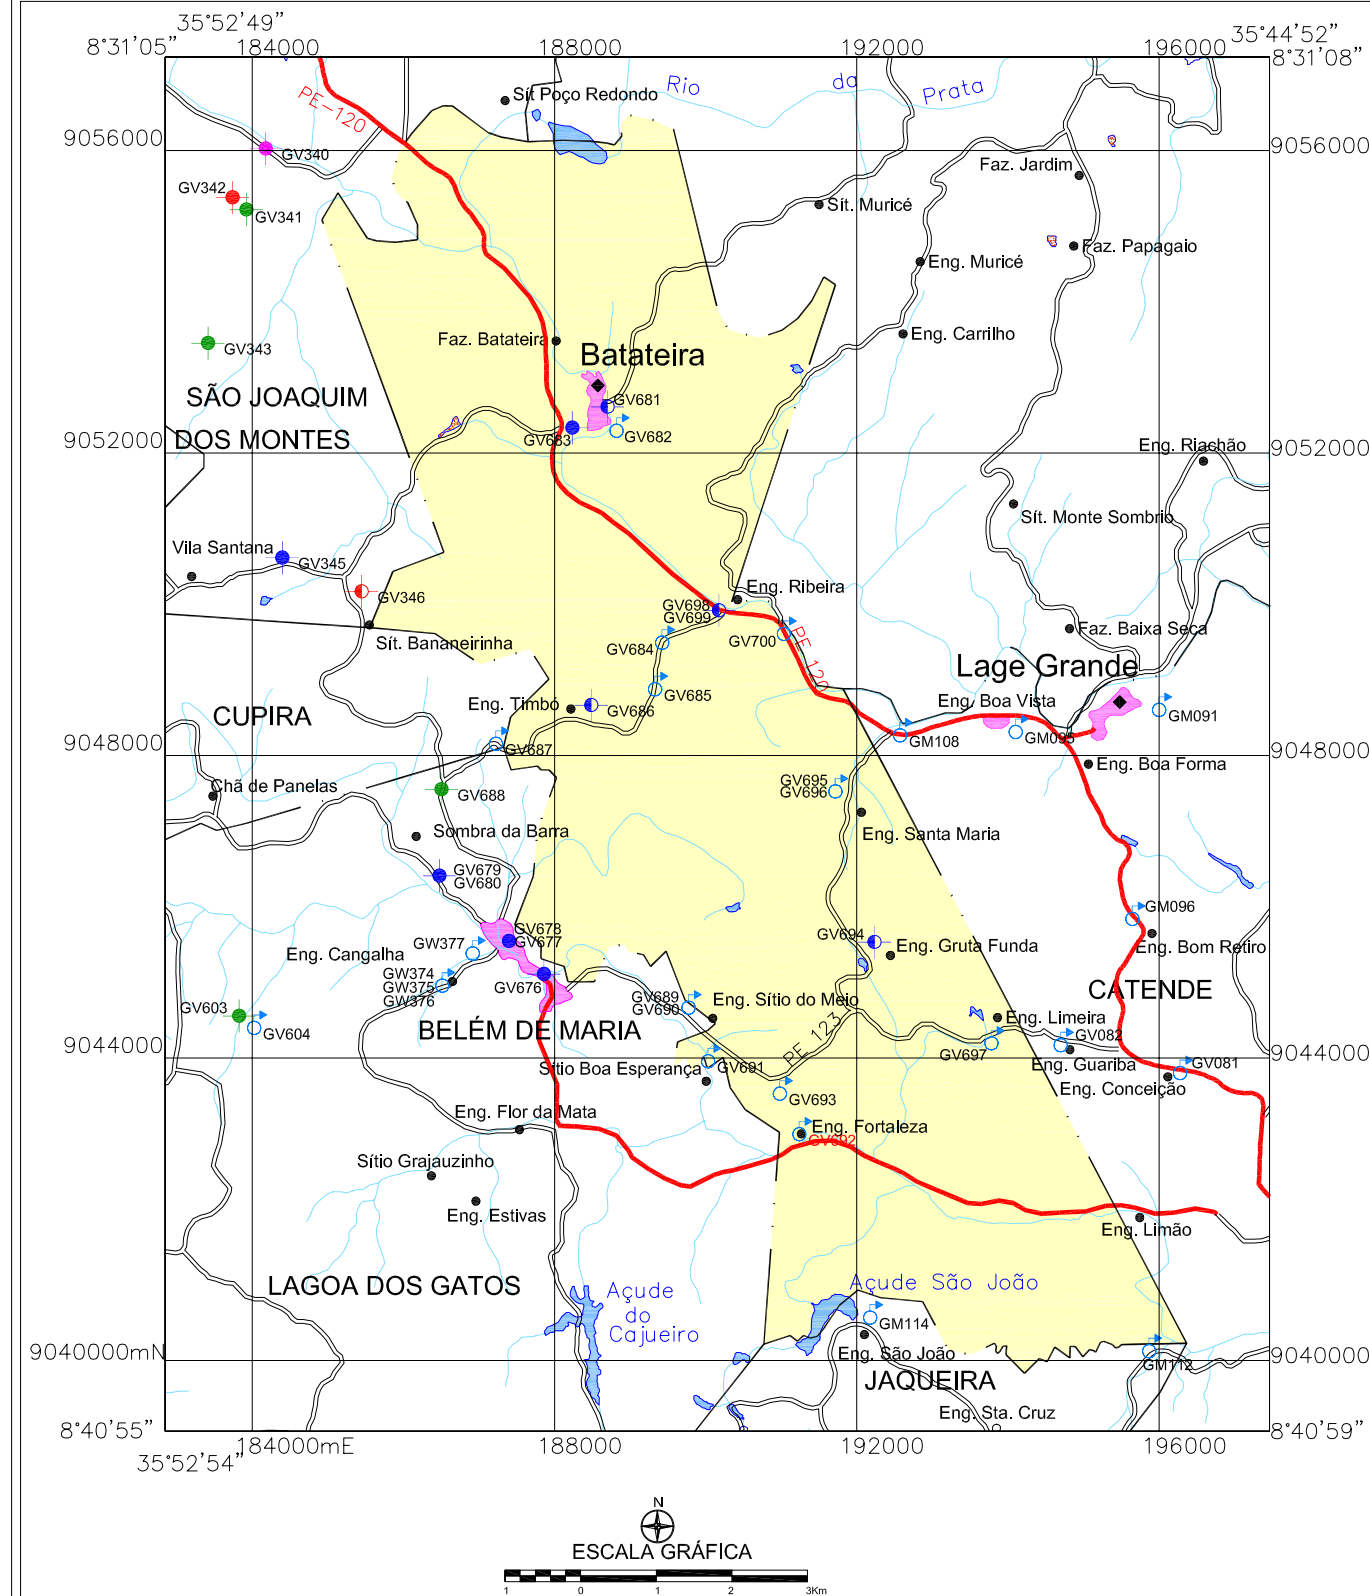 35°52'49"
35°44'52"
8°31'05"
184000
188000
192000
196000
8°31'08"
Rio da Prata
PE-120
Sít Poço Redondo
9056000
9056000
GV340
Faz. Jardim
GV342
GV341
Sít. Muricé
Faz. Papagaio
Eng. Muricé
Eng. Carrilho
Faz. Batateira
GV343
Batateira
SÃO JOAQUIM
DOS MONTES
GV681
GV683
GV682
9052000
9052000
Eng. Riachão
Sít. Monte Sombrio
Vila Santana
GV345
GV346
Eng. Ribeira
GV698
GV699
Sít. Bananeirinha
GV684
GV700
PE 120
Faz. Baixa Seca
Lage Grande
GV685
Eng. Timbó
GV686
Eng. Boa Vista
GM091
CUPIRA
GV687
GM108
GM095
9048000
9048000
Eng. Boa Forma
Chã de Panelas
GV688
GV695
GV696
Sombra da Barra
Eng. Santa Maria
GV679
GV680
GM096
GV678
GV677
GW377
Eng. Cangalha
GV694
Eng. Gruta Funda
Eng. Bom Retiro
GW374
GW375
GW376
GV676
CATENDE
GV603
GV604
BELÉM DE MARIA
GV689
GV690
Eng. Sítio do Meio
PE 123
Eng. Limeira
GV697
GV082
9044000
9044000
Sítio Boa Esperança
GV691
Eng. Guariba
GV081
Eng. Conceição
GV693
Eng. Flor da Mata
Eng. Fortaleza
GV692
Sítio Grajauzinho
Eng. Estivas
Eng. Limão
LAGOA DOS GATOS
Açude
do
Cajueiro
Açude São João
GM114
9040000mN
9040000
Eng. São João
GM112
JAQUEIRA
Eng. Sta. Cruz
8°40'55"
8°40'59"
184000mE
188000
192000
196000
35°52'54"
N
ESCALA GRÁFICA
1 0 1 2 3Km